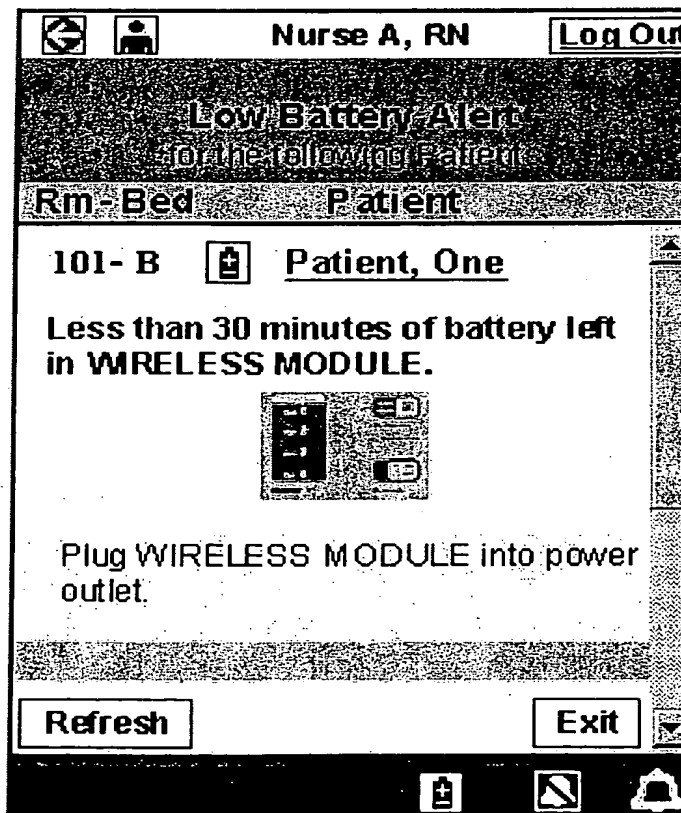 Nurse A, RN Log Out
Low Battery Alert
for the following Patient
Rm-Bed Patient
101- B Patient, One
Less than 30 minutes of battery left
in WIRELESS MODULE.
Plug WIRELESS MODULE into power
outlet.
Refresh Exit